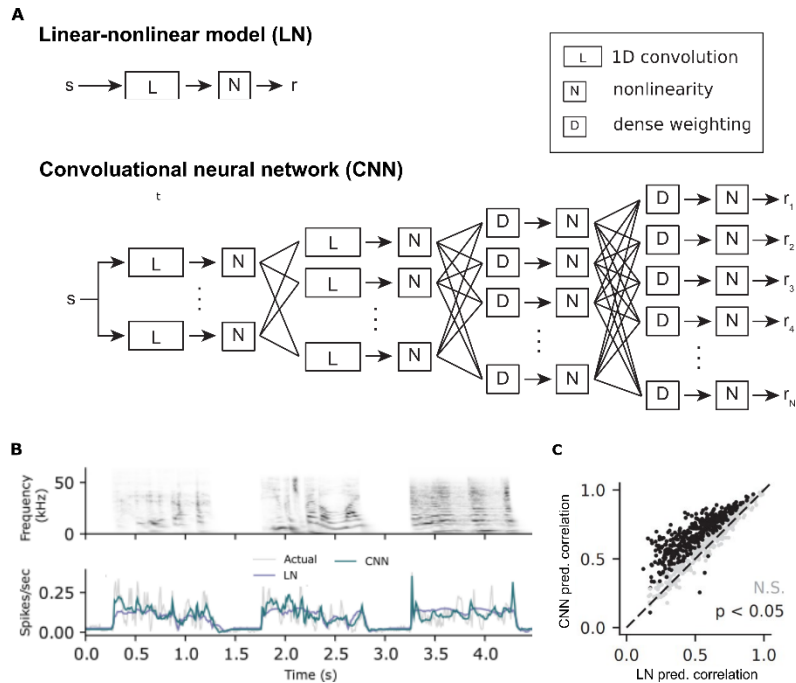 A
Linear-nonlinear model (LN)
s L N r
L 1D convolution
N nonlinearity
D dense weighting
Convoluational neural network (CNN)
t
D N r1
L N D N D N r2
s L N D N D N r3
L N D N D N r4
L N L N D N D N rN
B
Frequency (kHz)
50
0
Actual CNN
LN
Spikes/sec
0.25
0.00
0.0 0.5 1.0 1.5 2.0 2.5 3.0 3.5 4.0
Time (s)
C
CNN pred. correlation
1.0
0.5
0.0
N.S.
p < 0.05
0.0 0.5 1.0
LN pred. correlation